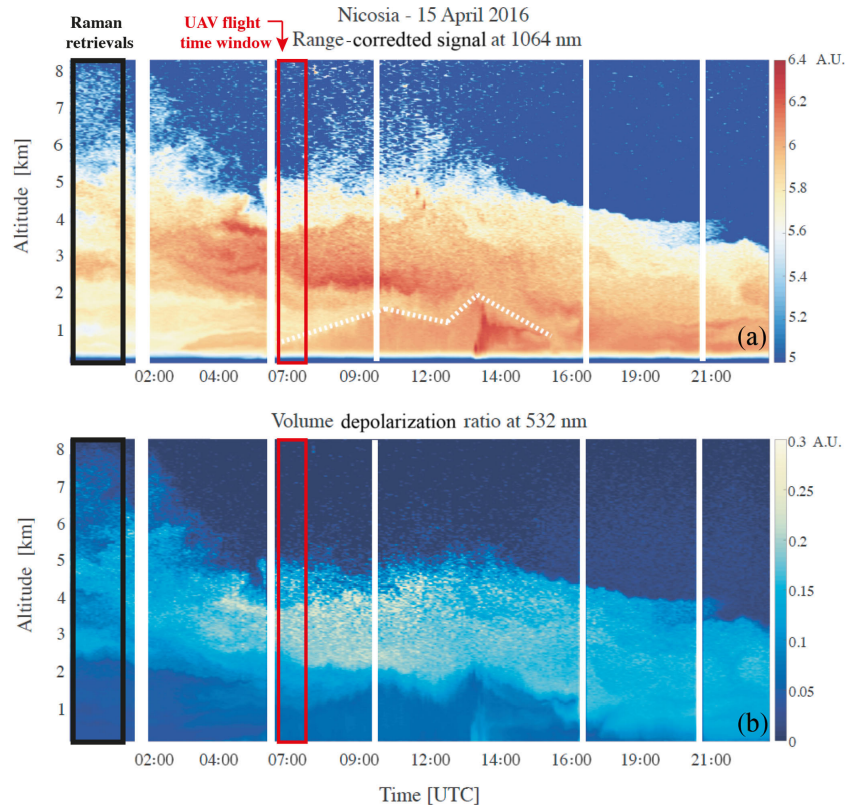 Nicosia - 15 April 2016
Raman
retrievals
UAV flight
time window
Range-corredted signal at 1064 nm
6.4 A.U.
6.2
6
5.8
5.6
5.4
5.2
5
Altitude [km]
8
7
6
5
4
3
2
1
(a)
02:00 04:00 07:00 09:00 12:00 14:00 16:00 19:00 21:00
Volume depolarization ratio at 532 nm
0.3 A.U.
0.25
0.2
0.15
0.1
0.05
0
Altitude [km]
8
7
6
5
4
3
2
1
(b)
02:00 04:00 07:00 09:00 12:00 14:00 16:00 19:00 21:00
Time [UTC]